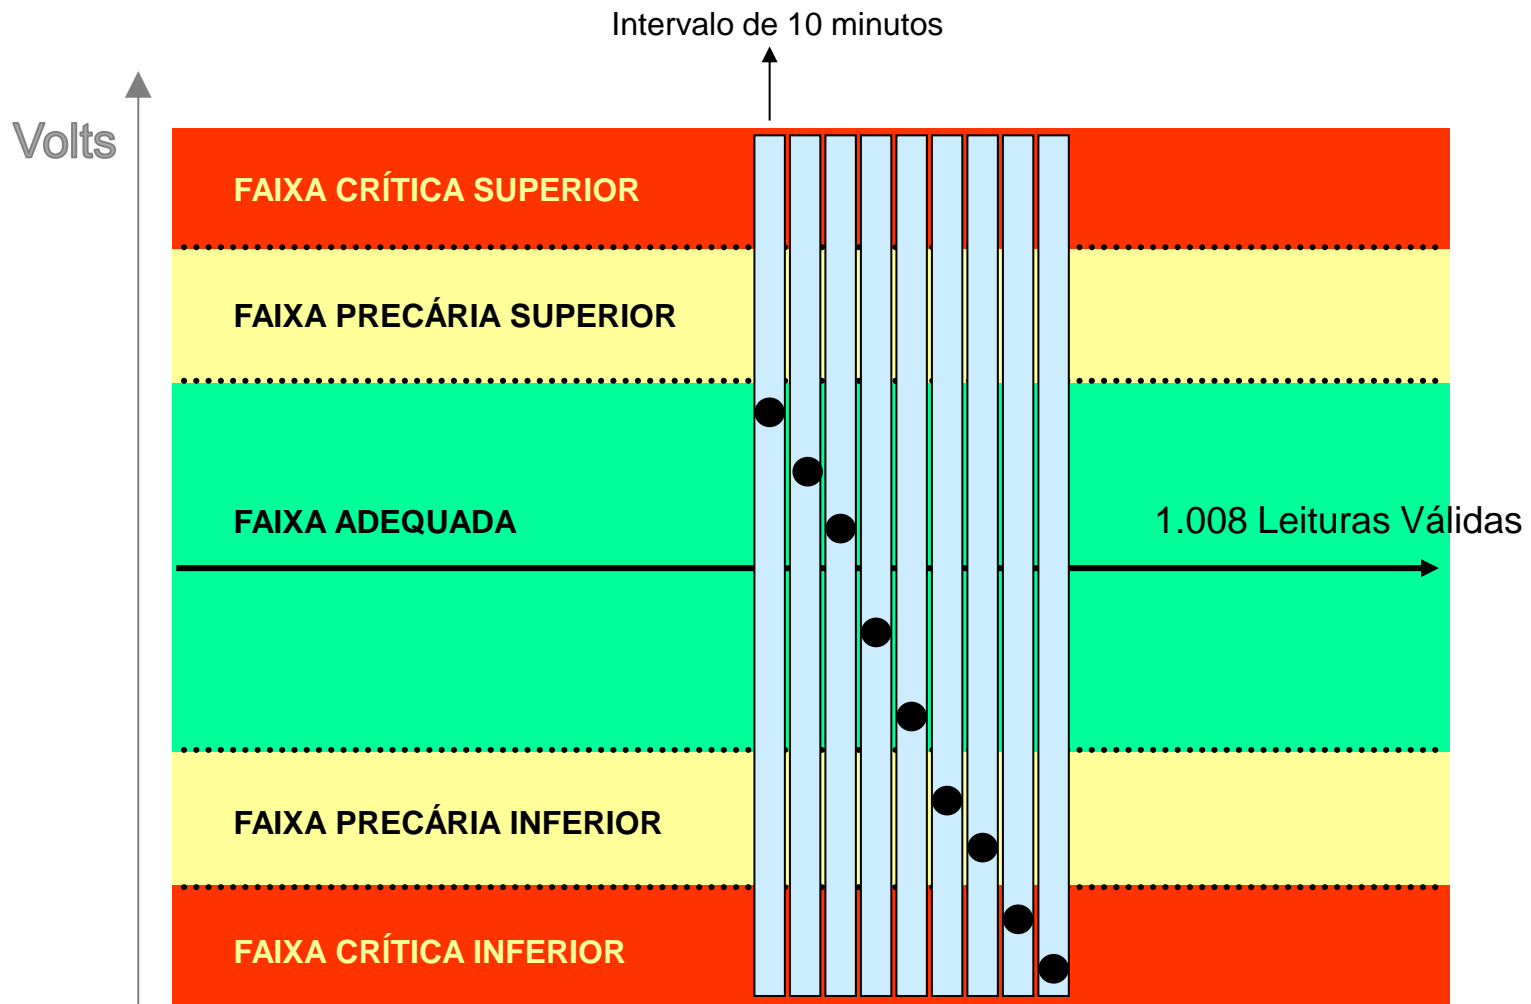 Intervalo de 10 minutos
Volts
FAIXA CRÍTICA SUPERIOR
FAIXA PRECÁRIA SUPERIOR
FAIXA ADEQUADA
1.008 Leituras Válidas
FAIXA PRECÁRIA INFERIOR
FAIXA CRÍTICA INFERIOR